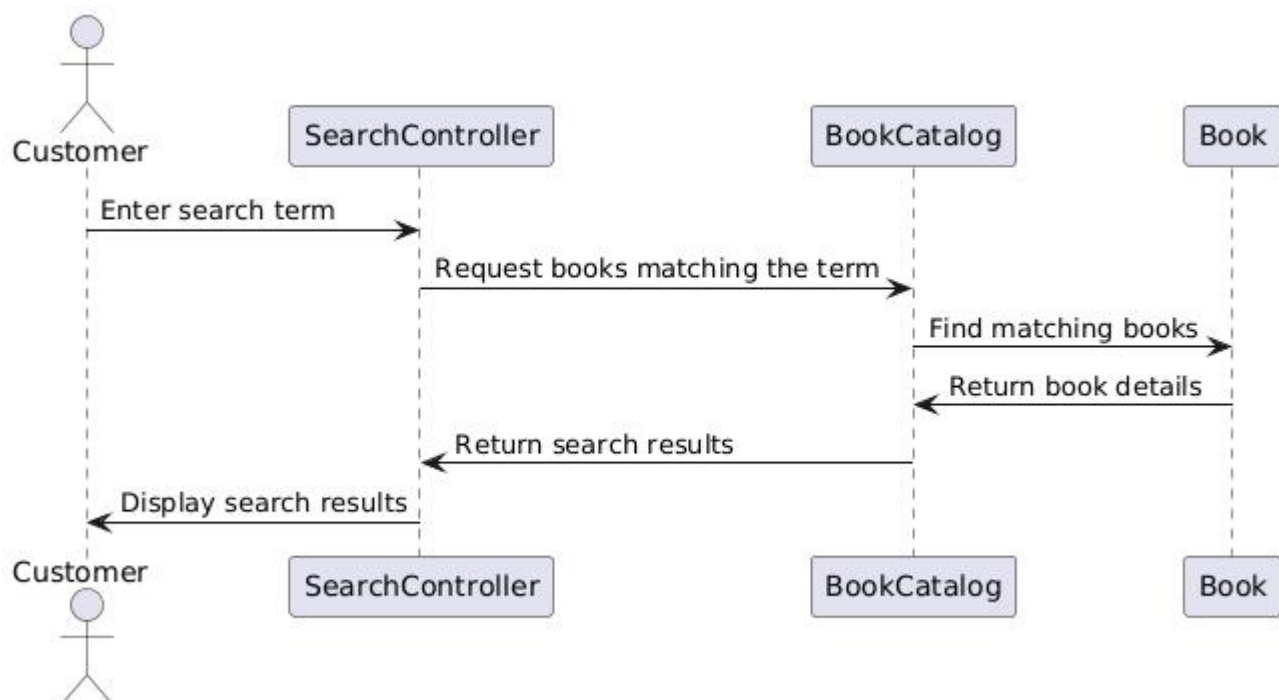 Customer
SearchController
BookCatalog
Book
Enter search term
Request books matching the term
Find matching books
Return book details
Return search results
Display search results
Customer
SearchController
BookCatalog
Book